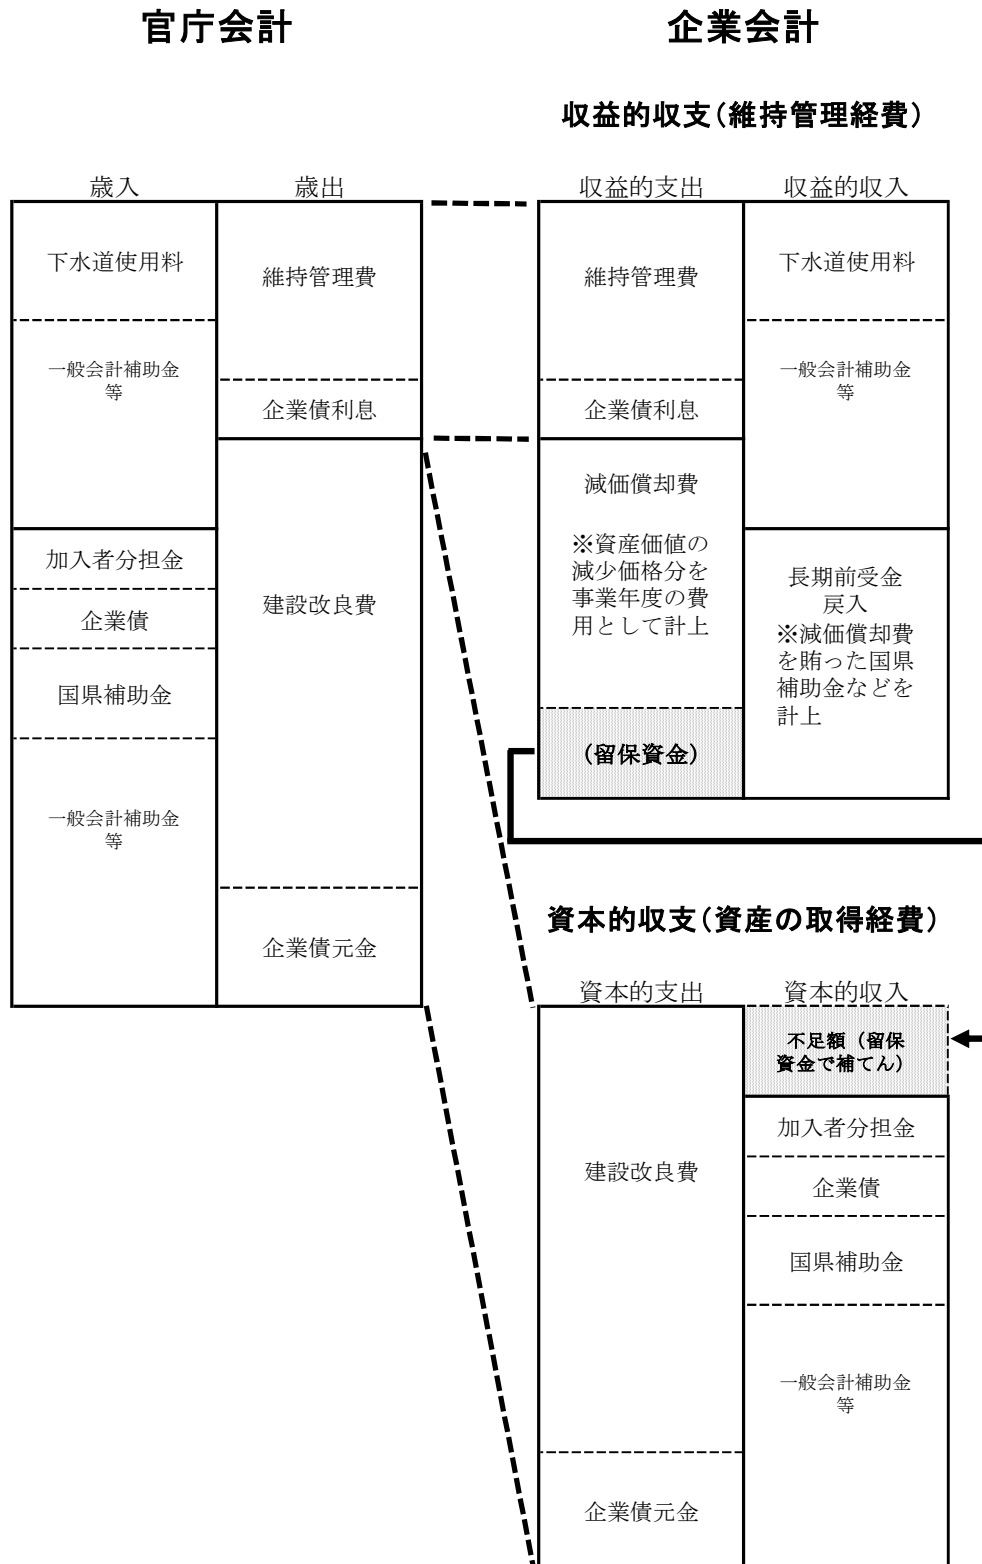 官庁会計
企業会計
収益的収支（維持管理経費）
歳入
歳出
収益的支出
収益的収入
下水道使用料
一般会計補助金
等
加入者分担金
企業債
国県補助金
一般会計補助金
等
維持管理費
企業債利息
建設改良費
企業債元金
維持管理費
企業債利息
減価償却費
※資産価値の
減少価格分を
事業年度の費
用として計上
（留保資金）
下水道使用料
一般会計補助金
等
長期前受金
戻入
※減価償却費
を賄った国県
補助金などを
計上
資本的収支（資産の取得経費）
資本的支出
資本的収入
建設改良費
企業債元金
不足額（留保
資金で補てん）
加入者分担金
企業債
国県補助金
一般会計補助金
等